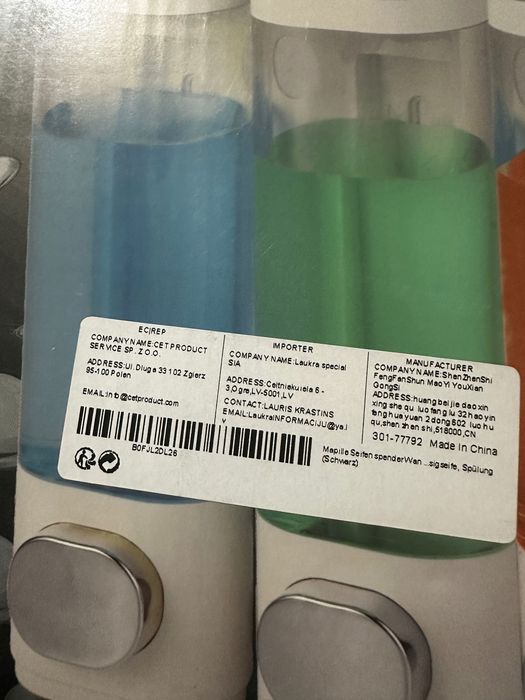 EC|REP
COMPANY NAME:CET PRODUCT
SERVICE SP. Z O.O.
ADDRESS:Ul. Dluga 33 102 Zgierz
95-100 Polen
EMAIL:info@cetproduct.com
IMPORTER
COMPANY NAME:Laukra special
SIA
ADDRESS:Celtniekuiela 6 -
3,Ogre,LV-5001,LV
CONTACT:LAURIS KRASTINS
EMAIL:LaukraINFORMACIJU@ya.l
v
MANUFACTURER
COMPANY NAME:ShenZhenShi
FengFanShun MaoYi YouXian
GongSi
ADDRESS:huang bei jie dao xin
xing she qu luo fang lu 32 hao yin
feng hua yuan 2 dong 602 luo hu
qu,shen zhen shi,518000,CN
301-77792 Made in China
B0FJL2DL26
Mapille Seifenspender Wan ...sigseife, Spülung
(Schwarz)